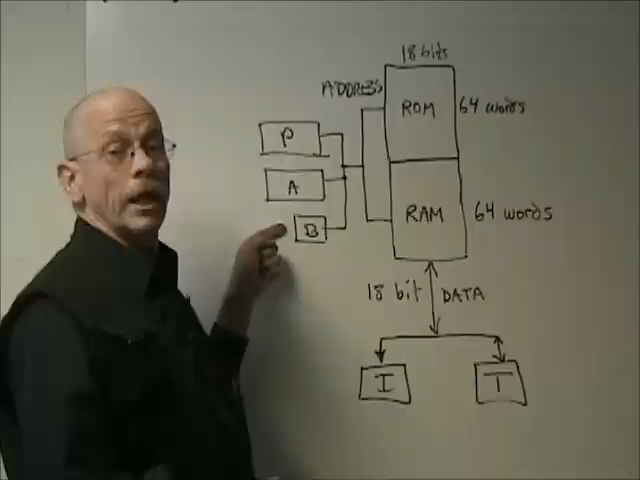 18 bits
ADDRESS
ROM
64 words
P
A
RAM
64 words
B
18 bit DATA
I
T